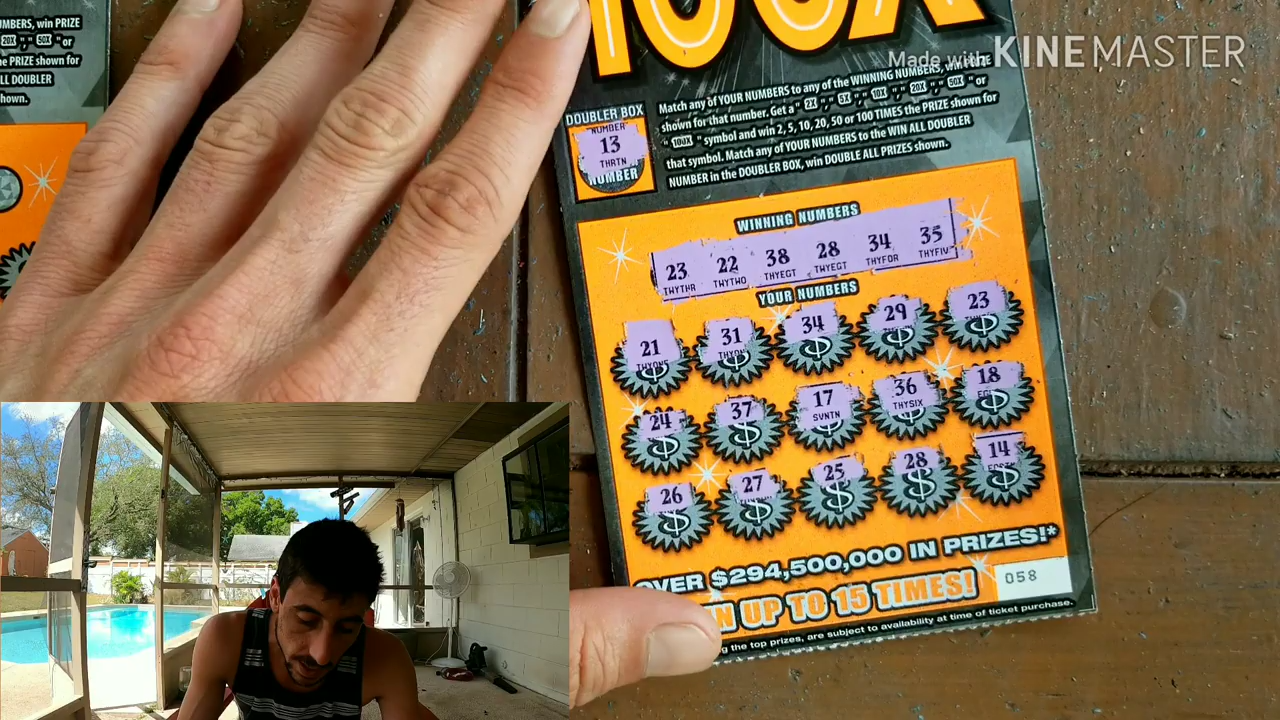 UMBERS, win PRIZE
20X " , " 50X " or
he PRIZE shown for
ALL DOUBLER
hown.
100X
Made with KINEMASTER
Match any of YOUR NUMBERS to any of the WINNING NUMBERS, win PRIZE
shown for that number. Get a " 2X " , " 5X " , " 10X " , " 20X " , " 50X " or
" 100X " symbol and win 2, 5, 10, 20, 50 or 100 TIMES the PRIZE shown for
that symbol. Match any of YOUR NUMBERS to the WIN ALL DOUBLER
NUMBER in the DOUBLER BOX, win DOUBLE ALL PRIZES shown.
DOUBLER BOX
NUMBER
13
THRTN
NUMBER
WINNING NUMBERS
23 22 38 28 34 35
THYTHR TWYTWO THYEGT TWYEGT THYFOR THYFIV
YOUR NUMBERS
21 31 34 29 23
24 37 17 36 18
SVNTN THYSIX
26 27 25 28 14
OVER $294,500,000 IN PRIZES!*
N UP TO 15 TIMES!
058
g the top prizes, are subject to availability at time of ticket purchase.